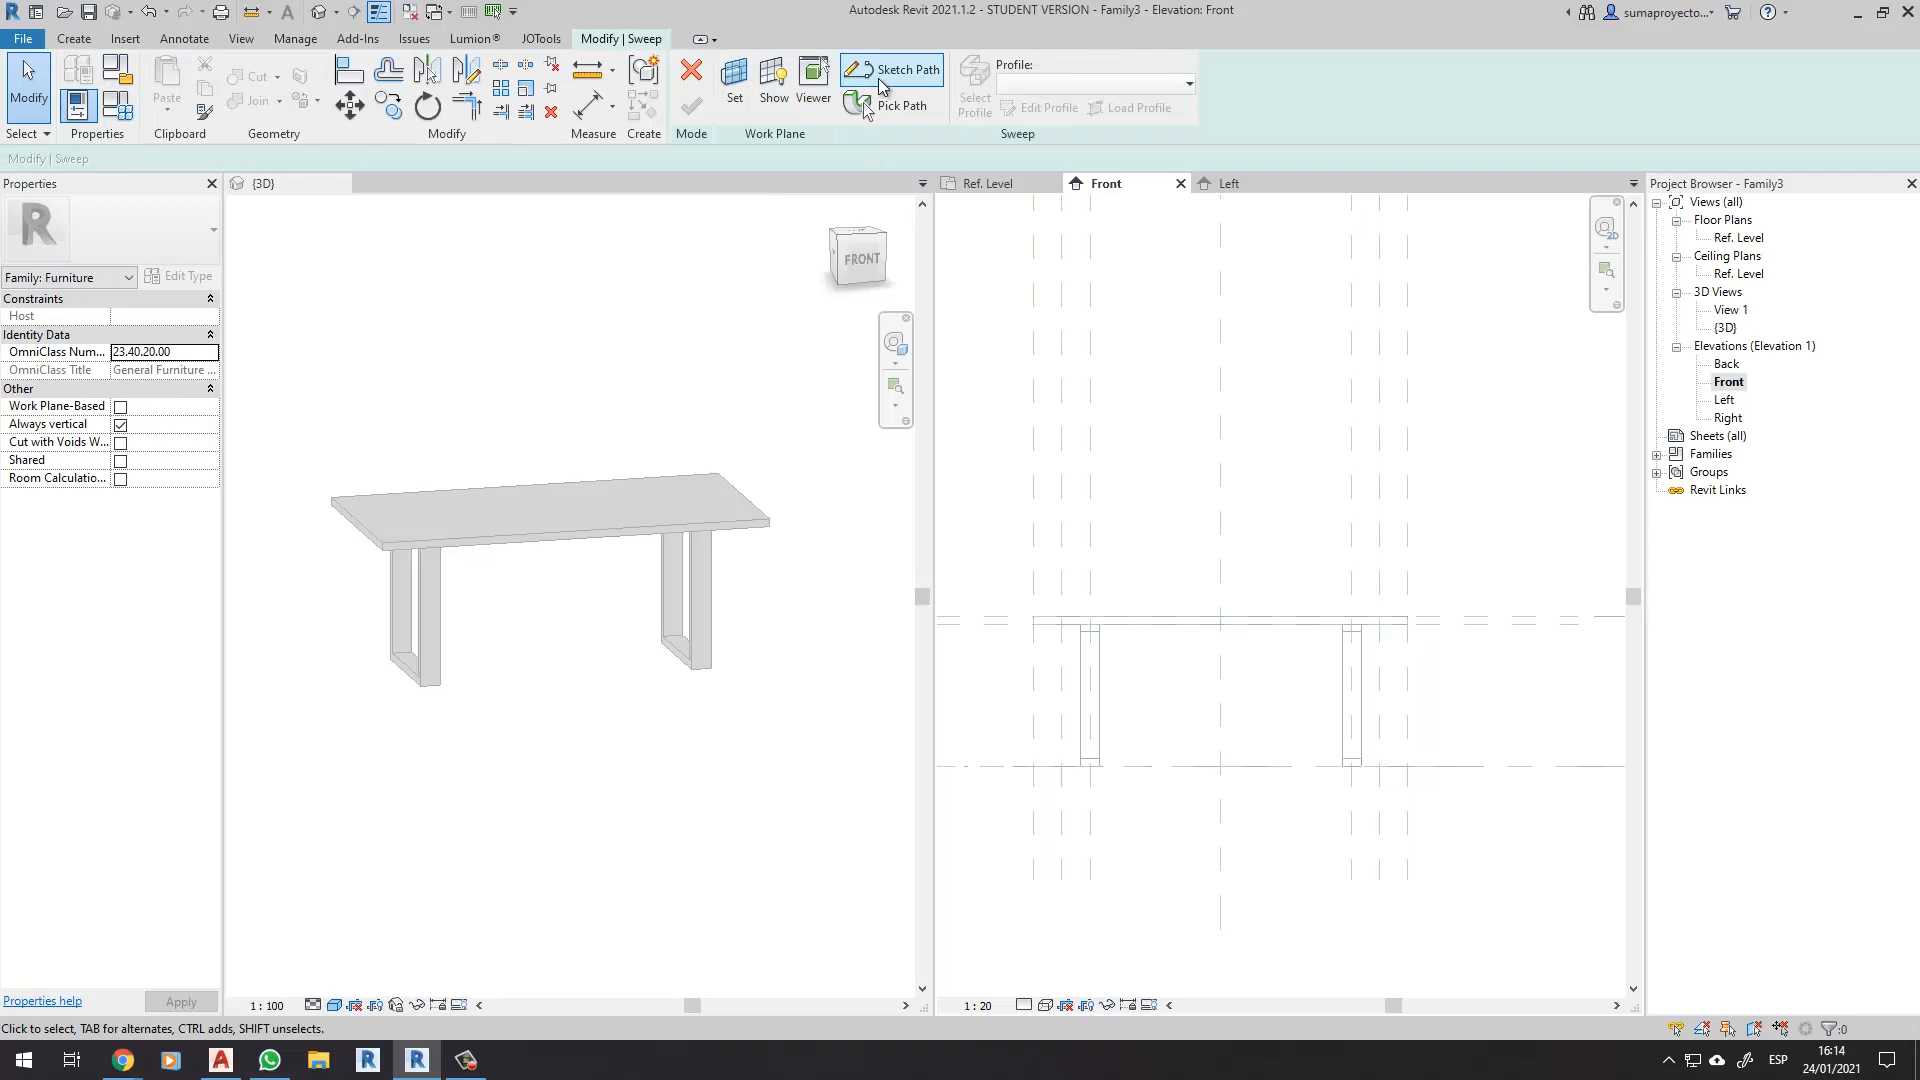 Autodesk Revit 2021.1.2 - STUDENT VERSION - Family3 - Elevation: Front
sumaproyecto...
File Create Insert Annotate View Manage Add-Ins Issues Lumion® JOTools Modify | Sweep
Modify
Paste
Cut
Join
Set
Show
Viewer
Sketch Path
Pick Path
Select
Profile
Profile:
Edit Profile
Load Profile
Select Properties Clipboard Geometry Modify Measure Create Mode Work Plane Sweep
Modify | Sweep
Properties
{3D}
Ref. Level
Front
Left
Project Browser - Family3
R
Family: Furniture
Edit Type
Constraints
Host
Identity Data
OmniClass Num... 23.40.20.00
OmniClass Title General Furniture ...
Other
Work Plane-Based
Always vertical
Cut with Voids W...
Shared
Room Calculatio...
FRONT
2D
Views (all)
Floor Plans
Ref. Level
Ceiling Plans
Ref. Level
3D Views
View 1
{3D}
Elevations (Elevation 1)
Back
Front
Left
Right
Sheets (all)
Families
Groups
Revit Links
Properties help
Apply
1 : 100
1 : 20
Click to select, TAB for alternates, CTRL adds, SHIFT unselects.
:0
ESP
16:14
24/01/2021